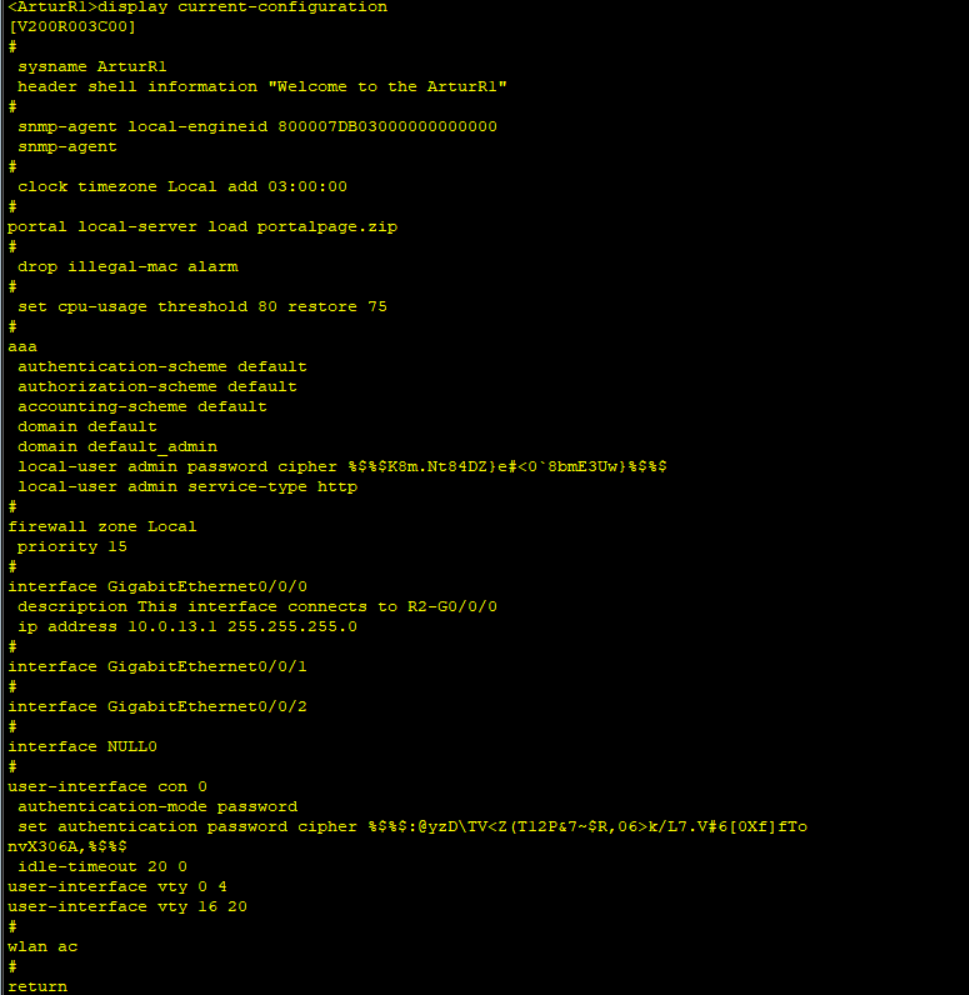 <ArturR1>display current-configuration
[V200R003C00]
#
 sysname ArturR1
 header shell information "Welcome to the ArturR1"
#
 snmp-agent local-engineid 800007DB03000000000000
 snmp-agent
#
 clock timezone Local add 03:00:00
#
portal local-server load portalpage.zip
#
 drop illegal-mac alarm
#
 set cpu-usage threshold 80 restore 75
#
aaa
 authentication-scheme default
 authorization-scheme default
 accounting-scheme default
 domain default
 domain default_admin
 local-user admin password cipher %$%$K8m.Nt84DZ}e#<0`8bmE3Uw}%$%$
 local-user admin service-type http
#
firewall zone Local
 priority 15
#
interface GigabitEthernet0/0/0
 description This interface connects to R2-G0/0/0
 ip address 10.0.13.1 255.255.255.0
#
interface GigabitEthernet0/0/1
#
interface GigabitEthernet0/0/2
#
interface NULL0
#
user-interface con 0
 authentication-mode password
 set authentication password cipher %$%$:@yzD\TV<Z(T12P&7~$R,06>k/L7.V#6[0Xf]fTo
nvX306A,%$%$
 idle-timeout 20 0
user-interface vty 0 4
user-interface vty 16 20
#
wlan ac
#
return